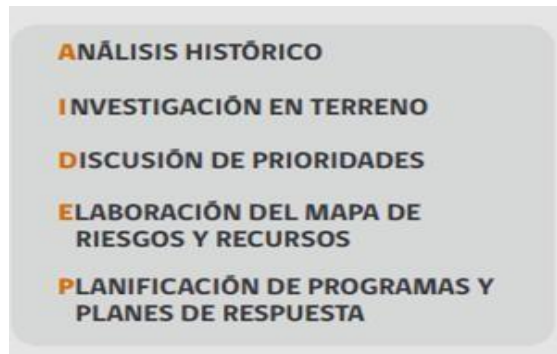 ANÁLISIS HISTÓRICO
INVESTIGACIÓN EN TERRENO
DISCUSIÓN DE PRIORIDADES
ELABORACIÓN DEL MAPA DE
RIESGOS Y RECURSOS
PLANIFICACIÓN DE PROGRAMAS Y
PLANES DE RESPUESTA